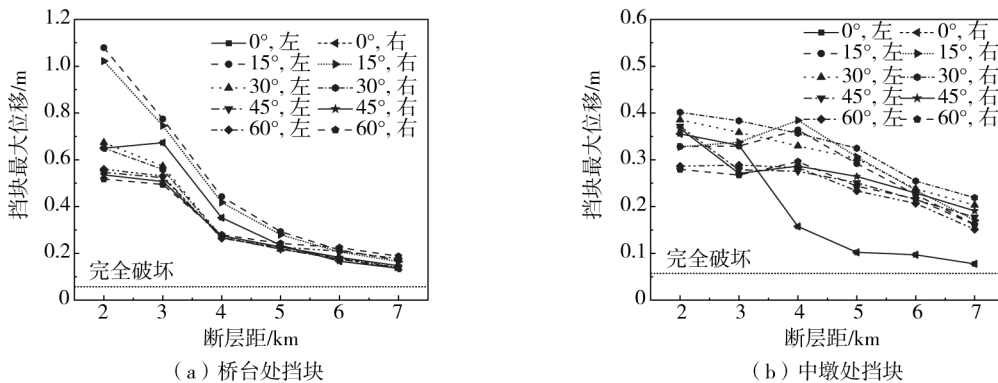 挡块最大位移/m
1.2
1.0
0.8
0.6
0.4
0.2
0
0°, 左 0°, 右
15°, 左 15°, 右
30°, 左 30°, 右
45°, 左 45°, 右
60°, 左 60°, 右
完全破坏
2 3 4 5 6 7
断层距/km
(a) 桥台处挡块
挡块最大位移/m
0.6
0.5
0.4
0.3
0.2
0.1
0
0°, 左 0°, 右
15°, 左 15°, 右
30°, 左 30°, 右
45°, 左 45°, 右
60°, 左 60°, 右
完全破坏
2 3 4 5 6 7
断层距/km
(b) 中墩处挡块